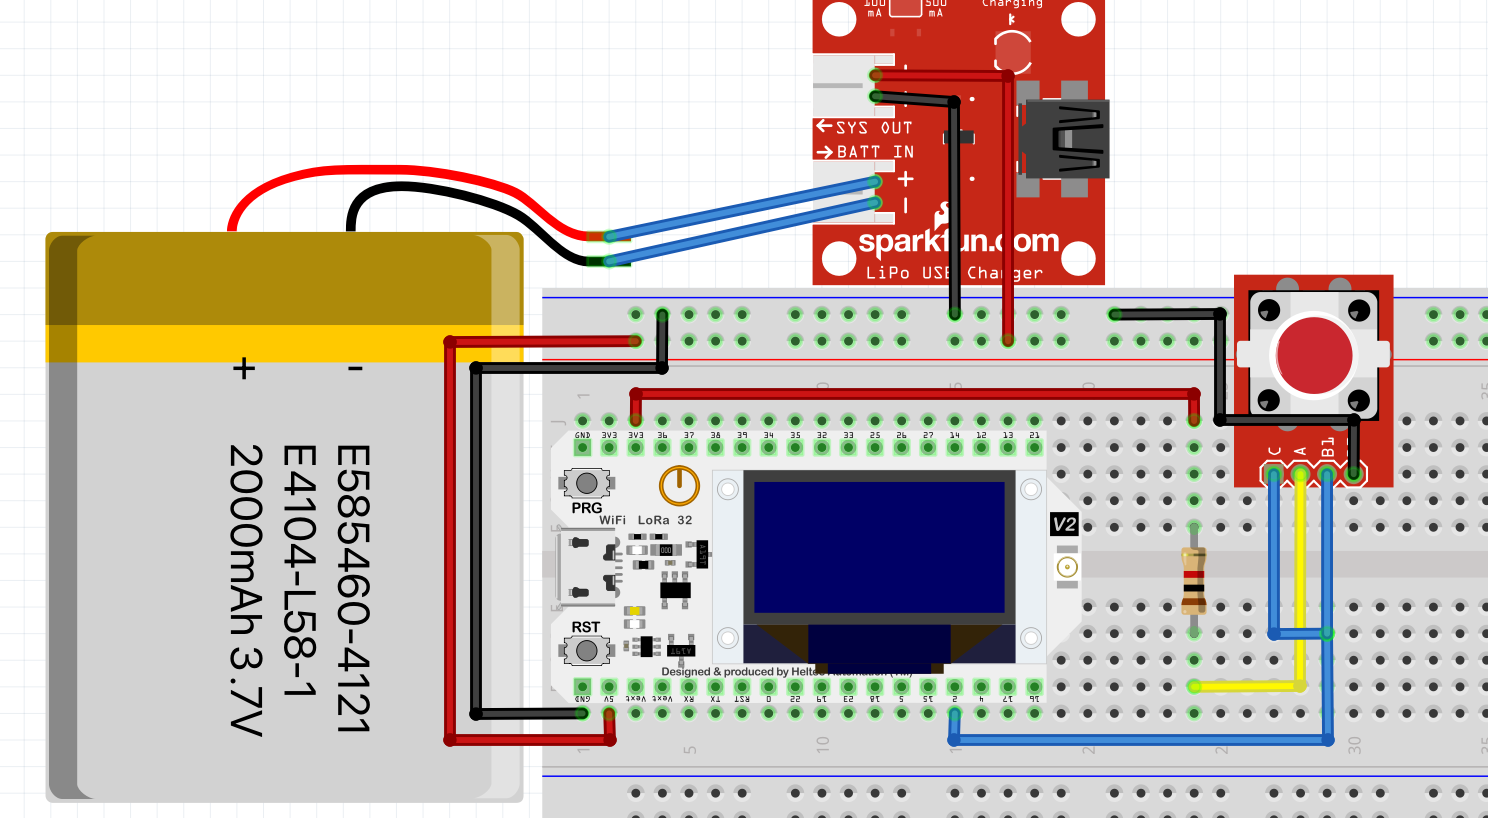 100 500
mA mA
Charging
← SYS OUT
→ BATT IN
+
-
sparkfun.com
LiPo USB Charger
+ -
E585460-4121
E4104-L58-1
2000mAh 3.7V
C A B1
1
J
GND 3V3 3V3 36 37 38 39 34 35 32 33 25 26 27 14 12 13 21
PRG
WiFi LoRa 32
V2
RST
Designed & produced by Heltec Automation
GND 5V Vext Vext RX TX RST 0 22 19 23 18 5 15 2 4 17 16
1 5 10 20 30